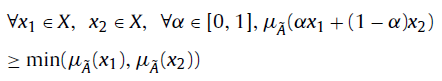 ∀x₁ ϵ X, x₂ ϵ X, ∀α ϵ [0, 1], μ_Ã(αx₁ + (1 − α)x₂)
≥ min(μ_Ã(x₁), μ_Ã(x₂))